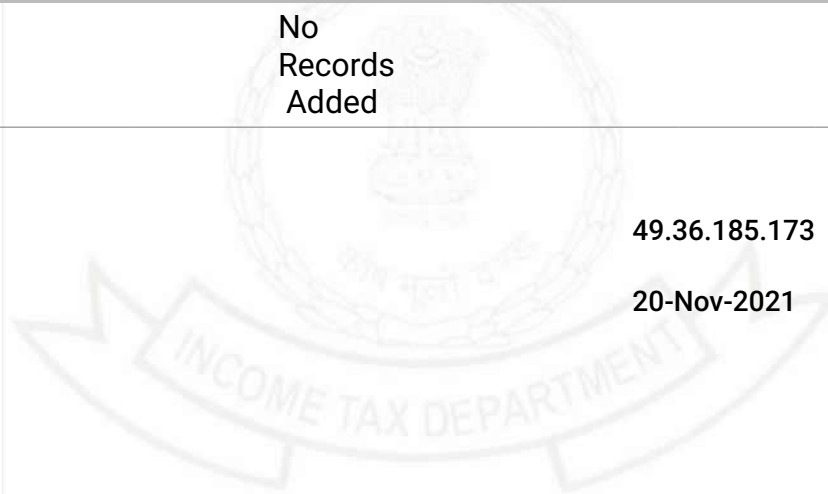 No
Records
Added
49.36.185.173
20-Nov-2021
INCOME TAX DEPARTMENT